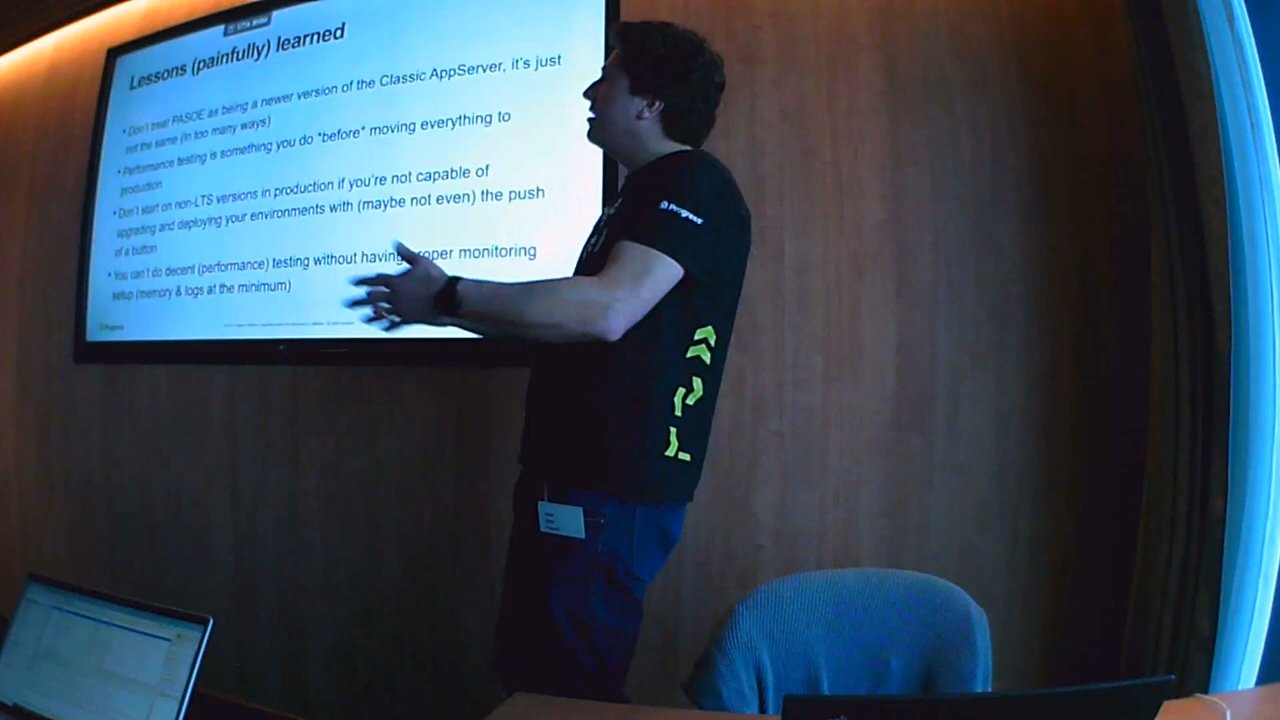 Lessons (painfully) learned
• Don't treat PASOE as being a newer version of the Classic AppServer, it's just
not the same (in too many ways)
• Performance testing is something you do *before* moving everything to
production
• Don't start on non-LTS versions in production if you're not capable of
upgrading and deploying your environments with (maybe not even) the push
of a button
• You can't do decent (performance) testing without having proper monitoring
setup (memory & logs at the minimum)
Progress
Progress